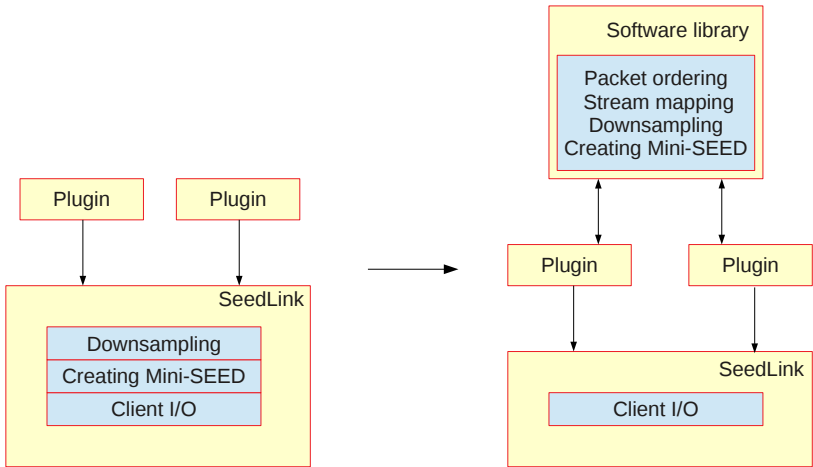 Plugin
Plugin
SeedLink
Downsampling
Creating Mini-SEED
Client I/O
Software library
Packet ordering
Stream mapping
Downsampling
Creating Mini-SEED
Plugin
Plugin
SeedLink
Client I/O